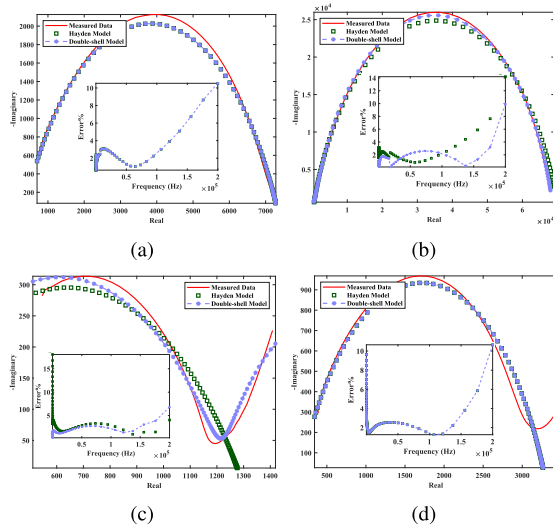 2200
2000
1800
1600
1400
1200
1000
800
600
400
200
-Imaginary
Measured Data
Hayden Model
Double-shell Model
Error%
10
8
6
4
2
0 0.5 1 1.5 2
Frequency (Hz) ×10⁵
1000 2000 3000 4000 5000 6000 7000
Real
(a)
2.5
2
1.5
1
0.5
×10⁴
-Imaginary
Measured Data
Hayden Model
Double-shell Model
Error%
14
12
10
8
6
4
2
0 0.5 1 1.5 2
Frequency (Hz) ×10⁵
1 2 3 4 5 6
Real ×10⁴
(b)
300
250
200
150
100
50
-Imaginary
Measured Data
Hayden Model
Double-shell Model
Error%
15
10
5
0 0.5 1 1.5 2
Frequency (Hz) ×10⁵
500 600 700 800 900 1000 1100 1200 1300 1400
Real
(c)
900
800
700
600
500
400
300
200
100
-Imaginary
Measured Data
Hayden Model
Double-shell Model
Error%
10
8
6
4
2
0 0.5 1 1.5 2
Frequency (Hz) ×10⁵
500 1000 1500 2000 2500 3000
Real
(d)